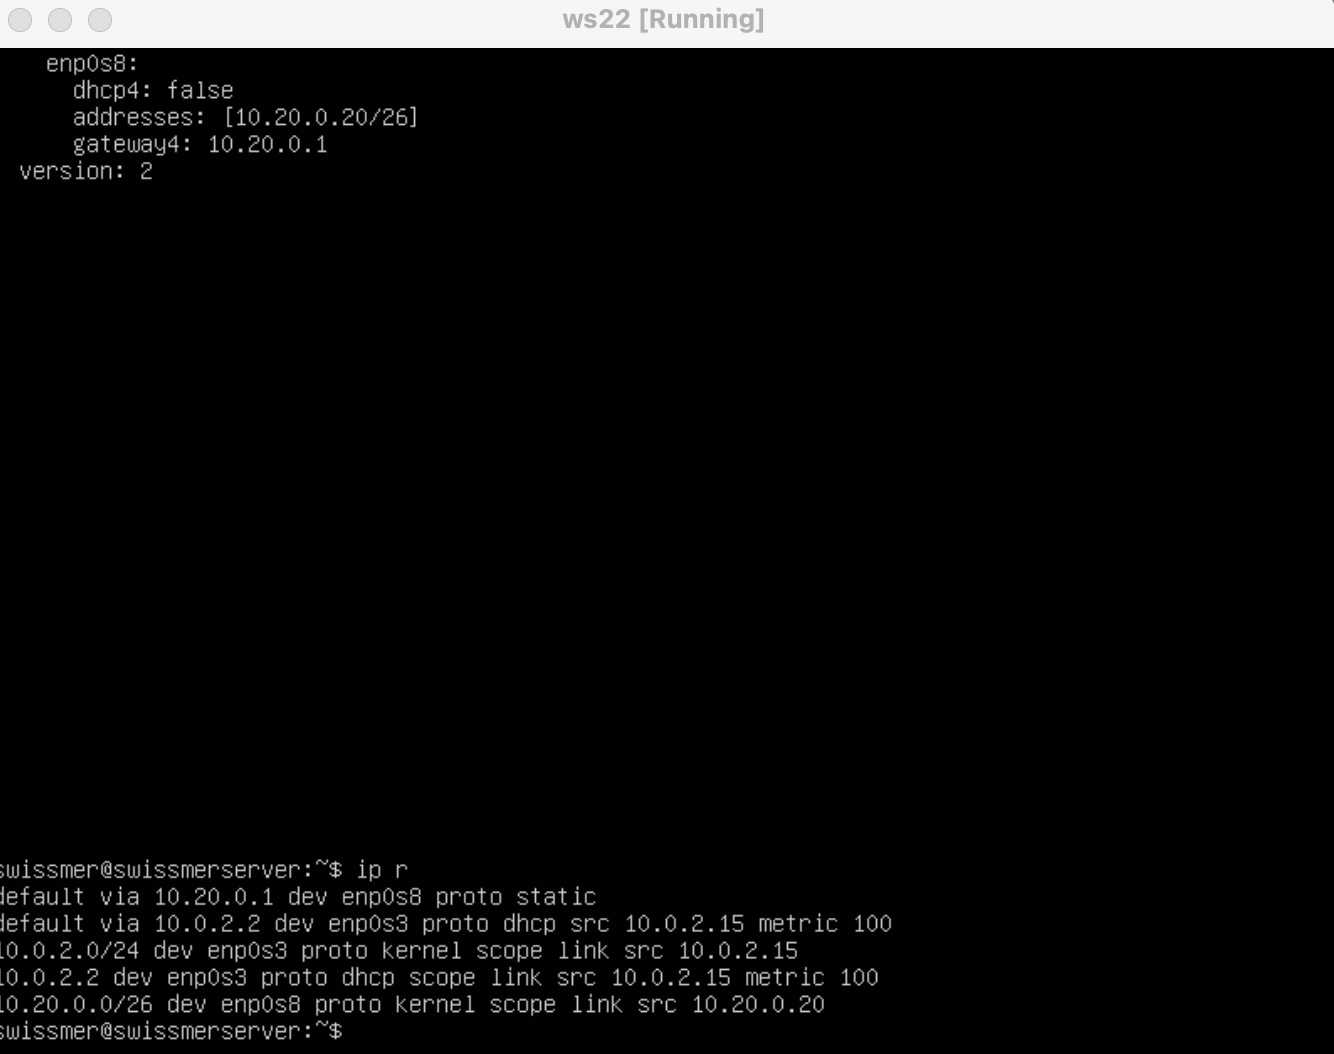 ws22 [Running]
enp0s8:
dhcp4: false
addresses: [10.20.0.20/26]
gateway4: 10.20.0.1
version: 2
swissmer@swissmerserver:~$ ip r
default via 10.20.0.1 dev enp0s8 proto static
default via 10.0.2.2 dev enp0s3 proto dhcp src 10.0.2.15 metric 100
10.0.2.0/24 dev enp0s3 proto kernel scope link src 10.0.2.15
10.0.2.2 dev enp0s3 proto dhcp scope link src 10.0.2.15 metric 100
10.20.0.0/26 dev enp0s8 proto kernel scope link src 10.20.0.20
swissmer@swissmerserver:~$